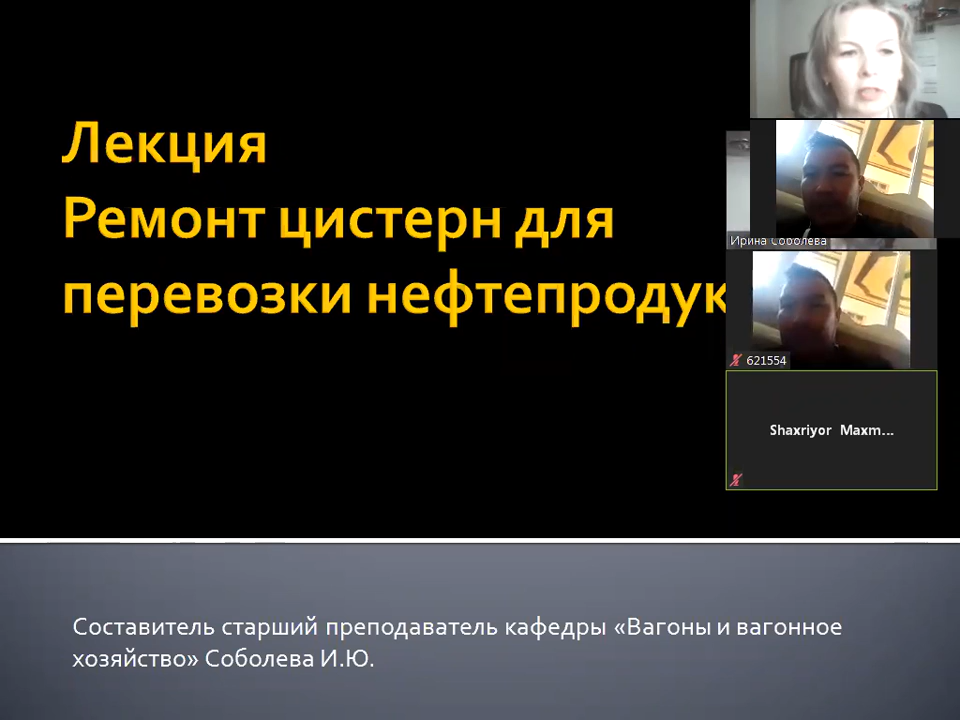 Лекция
Ремонт цистерн для
перевозки нефтепродук
Ирина Соболева
621554
Shaxriyor Maxm...
Составитель старший преподаватель кафедры «Вагоны и вагонное
хозяйство» Соболева И.Ю.